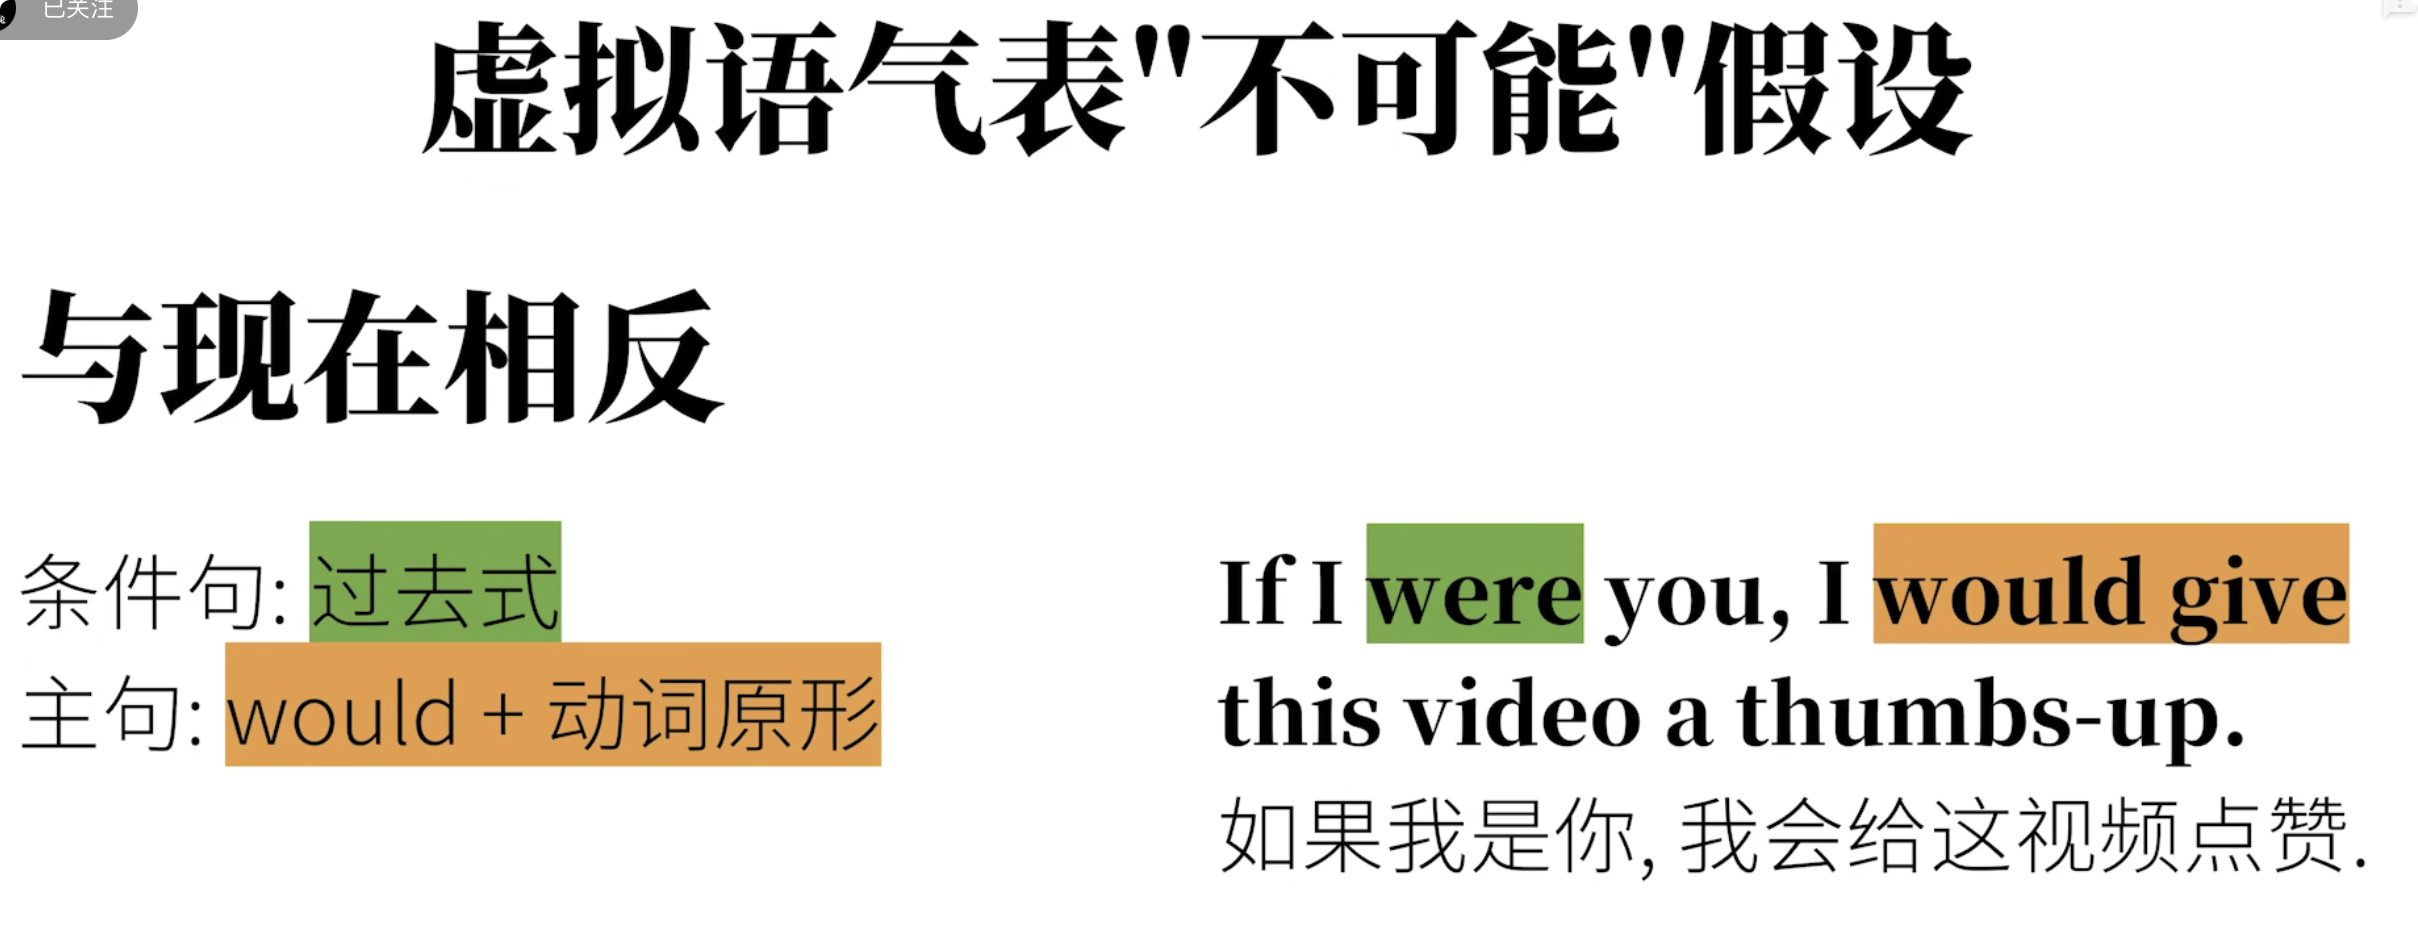 已关注
虚拟语气表"不可能"假设
与现在相反
条件句: 过去式
主句: would + 动词原形
If I were you, I would give
this video a thumbs-up.
如果我是你, 我会给这视频点赞.